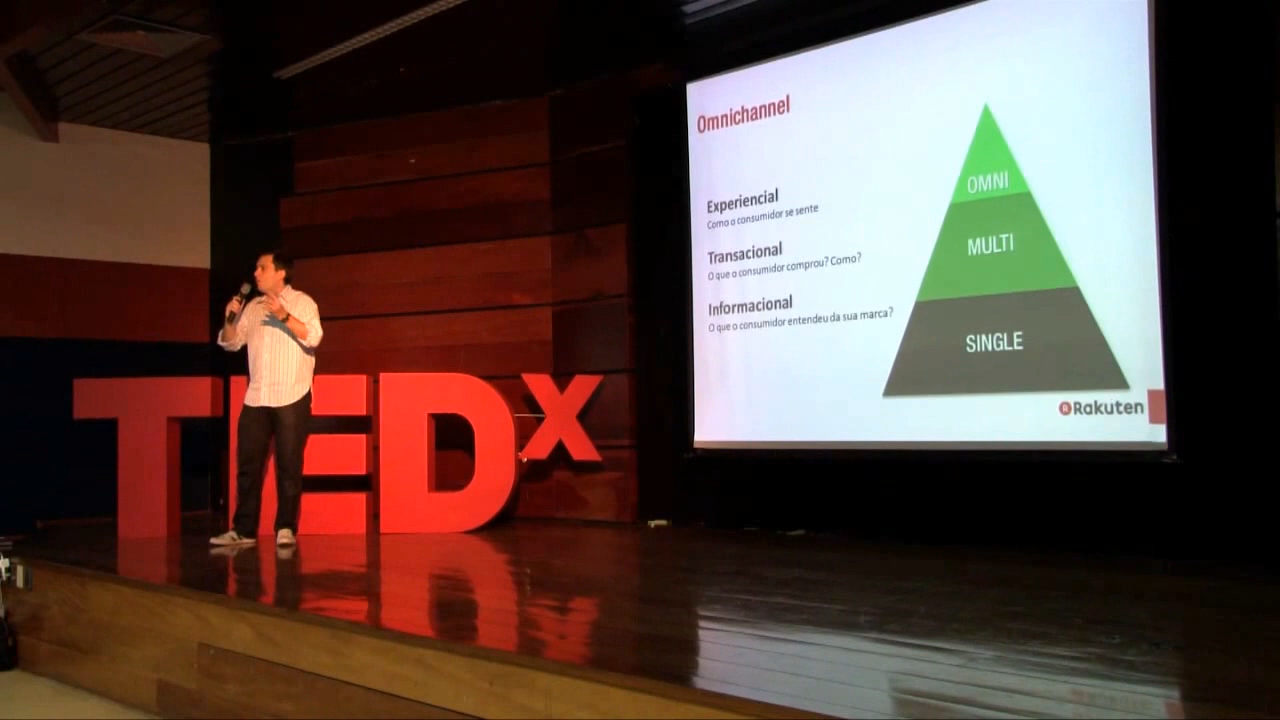 TEDx
Omnichannel
Experiencial
Como o consumidor se sente
Transacional
O que o consumidor comprou? Como?
Informacional
O que o consumidor entendeu da sua marca?
OMNI
MULTI
SINGLE
R Rakuten